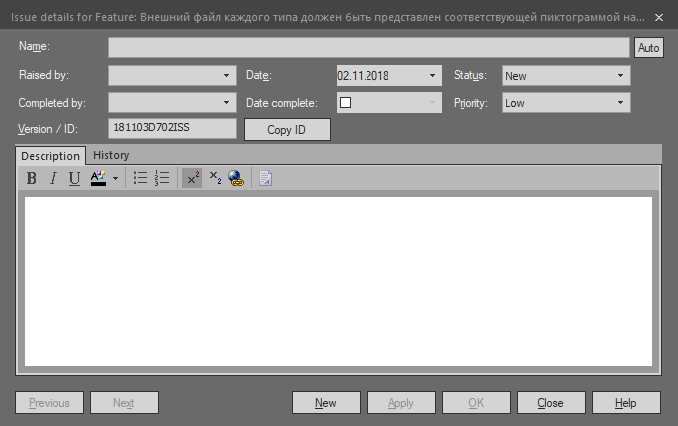 Issue details for Feature: Внешний файл каждого типа должен быть представлен соответствующей пиктограммой на...
Name: Auto
Raised by: Date: 02.11.2018 Status: New
Completed by: Date complete: Priority: Low
Version / ID: 181103D702ISS Copy ID
Description History
B I U A x² x₂
Previous Next New Apply OK Close Help